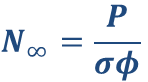 N∞ = P/σϕ